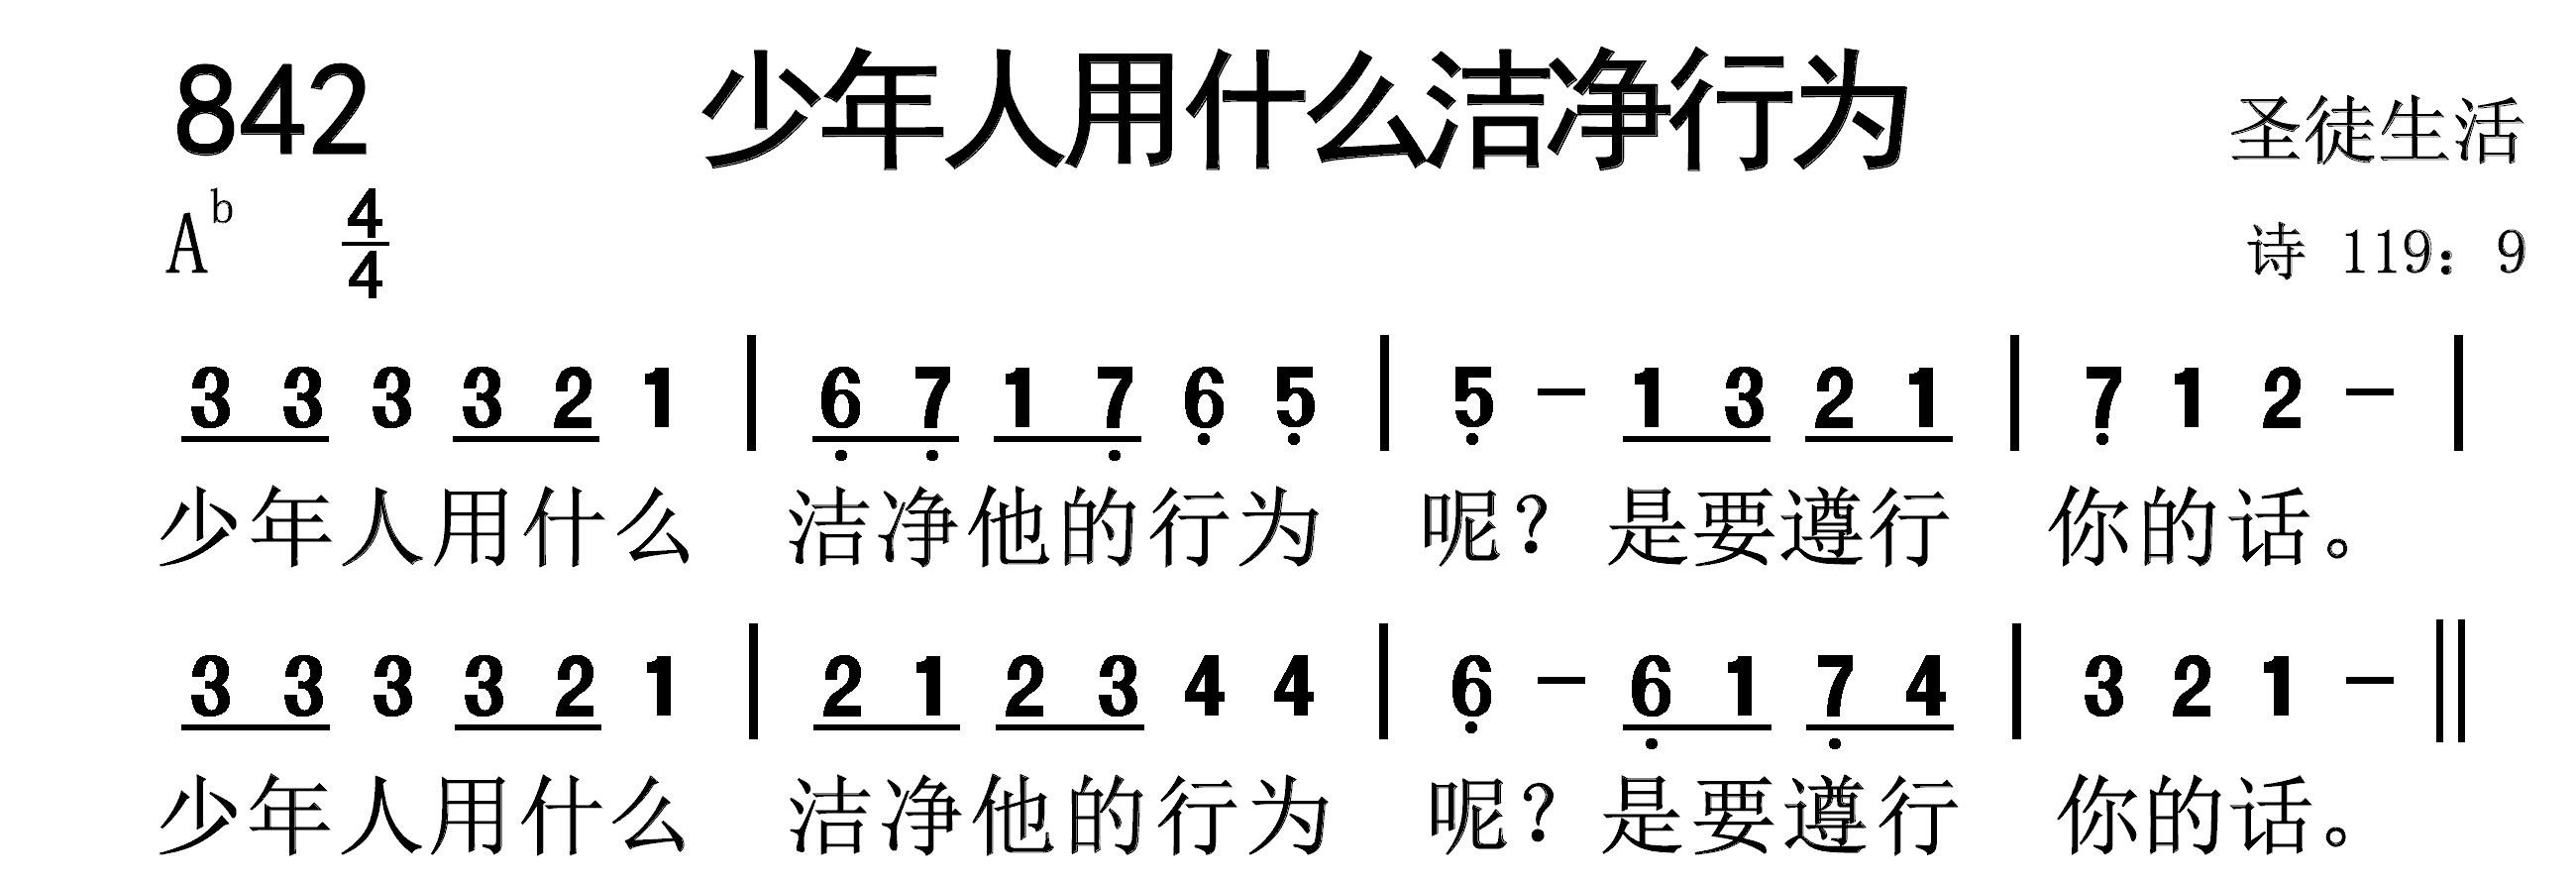 842 少年人用什么洁净行为 圣徒生活
A♭ 4/4 诗 119：9
3 3 3 3 2 1 | 6̣ 7̣ 1 7̣ 6̣ 5̣ | 5̣ － 1 3 2 1 | 7̣ 1 2 － |
少年人用什么 洁净他的行为 呢？是要遵行 你的话。
3 3 3 3 2 1 | 2 1 2 3 4 4 | 6̣ － 6̣ 1 7̣ 4 | 3 2 1 － ‖
少年人用什么 洁净他的行为 呢？是要遵行 你的话。